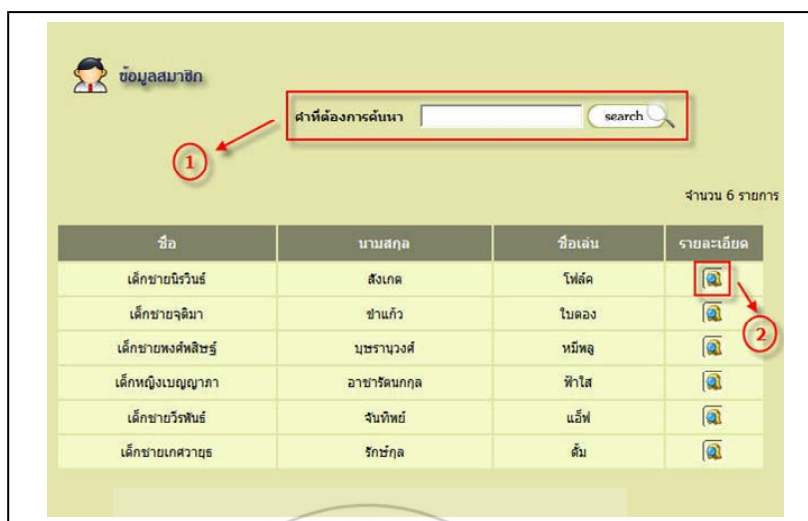 ข้อมูลสมาชิก
คำที่ต้องการค้นหา search
1
จำนวน 6 รายการ
ชื่อ นามสกุล ชื่อเล่น รายละเอียด
เด็กชายนิรวินธ์ สังเกต โฟล์ค
เด็กชายจุติมา ขำแก้ว ใบตอง
2
เด็กชายพงศ์พสิษฐ์ บุษรานุวงศ์ หมีพลู
เด็กหญิงเบญญาภา อาชารัตนกกุล ฟ้าใส
เด็กชายวีรพันธ์ จันทิพย์ แอ็ฟ
เด็กชายเกศวายุธ รักษ์กุล ตั้ม